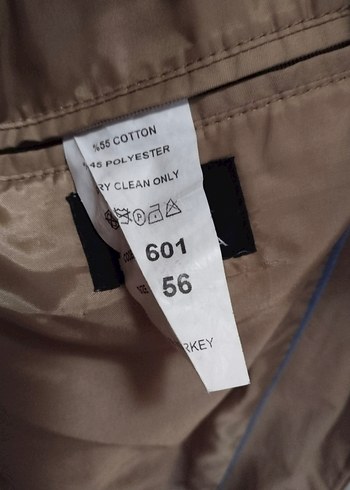 %55 COTTON
%45 POLYESTER
RY CLEAN ONLY
P
601
56
RKEY